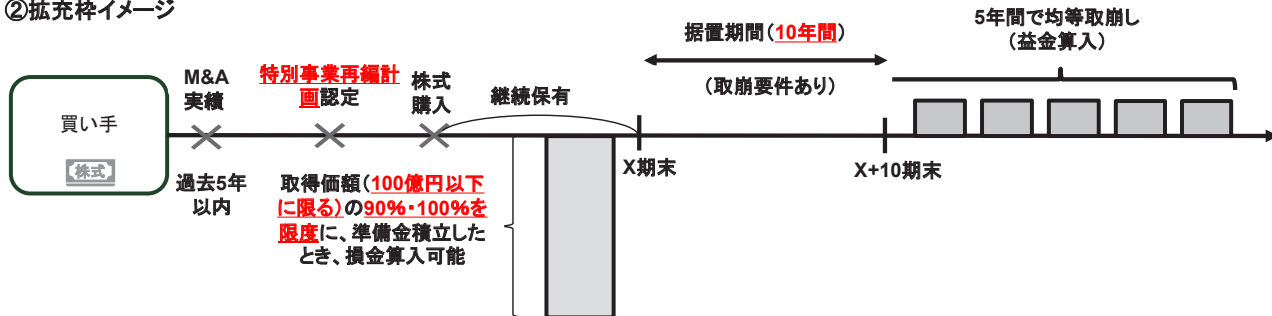 ②拡充枠イメージ
買い手
株式
M&A
実績
過去5年
以内
特別事業再編計
画認定
株式
購入
取得価額（100億円以下
に限る）の90%・100%を
限度に、準備金積立した
とき、損金算入可能
継続保有
X期末
据置期間（10年間）
（取崩要件あり）
X+10期末
5年間で均等取崩し
（益金算入）